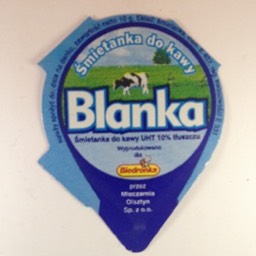 Śmietanka do kawy
Blanka
Śmietanka do kawy UHT 10% tłuszczu
Wyprodukowano
dla
Biedronka
przez
Mleczarnia
Olsztyn
Sp. z o.o.